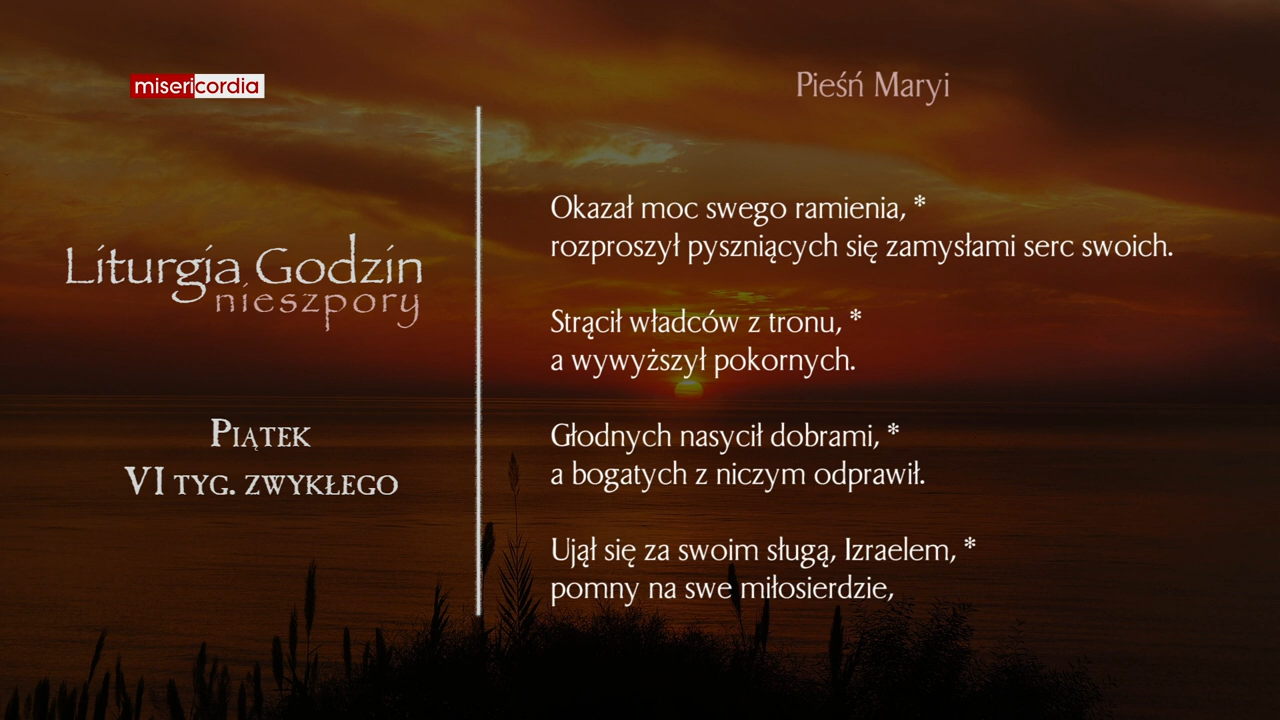 misericordia
Liturgia Godzin
nieszpory
Piątek
VI tyg. zwykłego
Pieśń Maryi
Okazał moc swego ramienia, *
rozproszył pyszniących się zamysłami serc swoich.
Strącił władców z tronu, *
a wywyższył pokornych.
Głodnych nasycił dobrami, *
a bogatych z niczym odprawił.
Ujął się za swoim sługą, Izraelem, *
pomny na swe miłosierdzie,